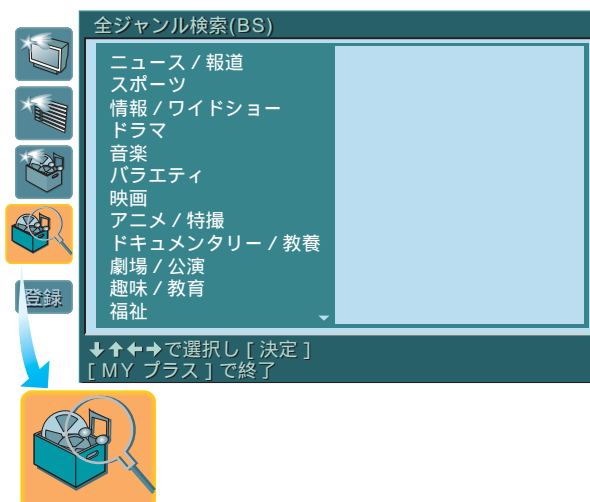 全ジャンル検索(BS)
ニュース / 報道
スポーツ
情報 / ワイドショー
ドラマ
音楽
バラエティ
映画
アニメ / 特撮
ドキュメンタリー / 教養
劇場 / 公演
趣味 / 教育
福祉
登録
↓↑←→で選択し [ 決定 ]
[ MY プラス ] で終了